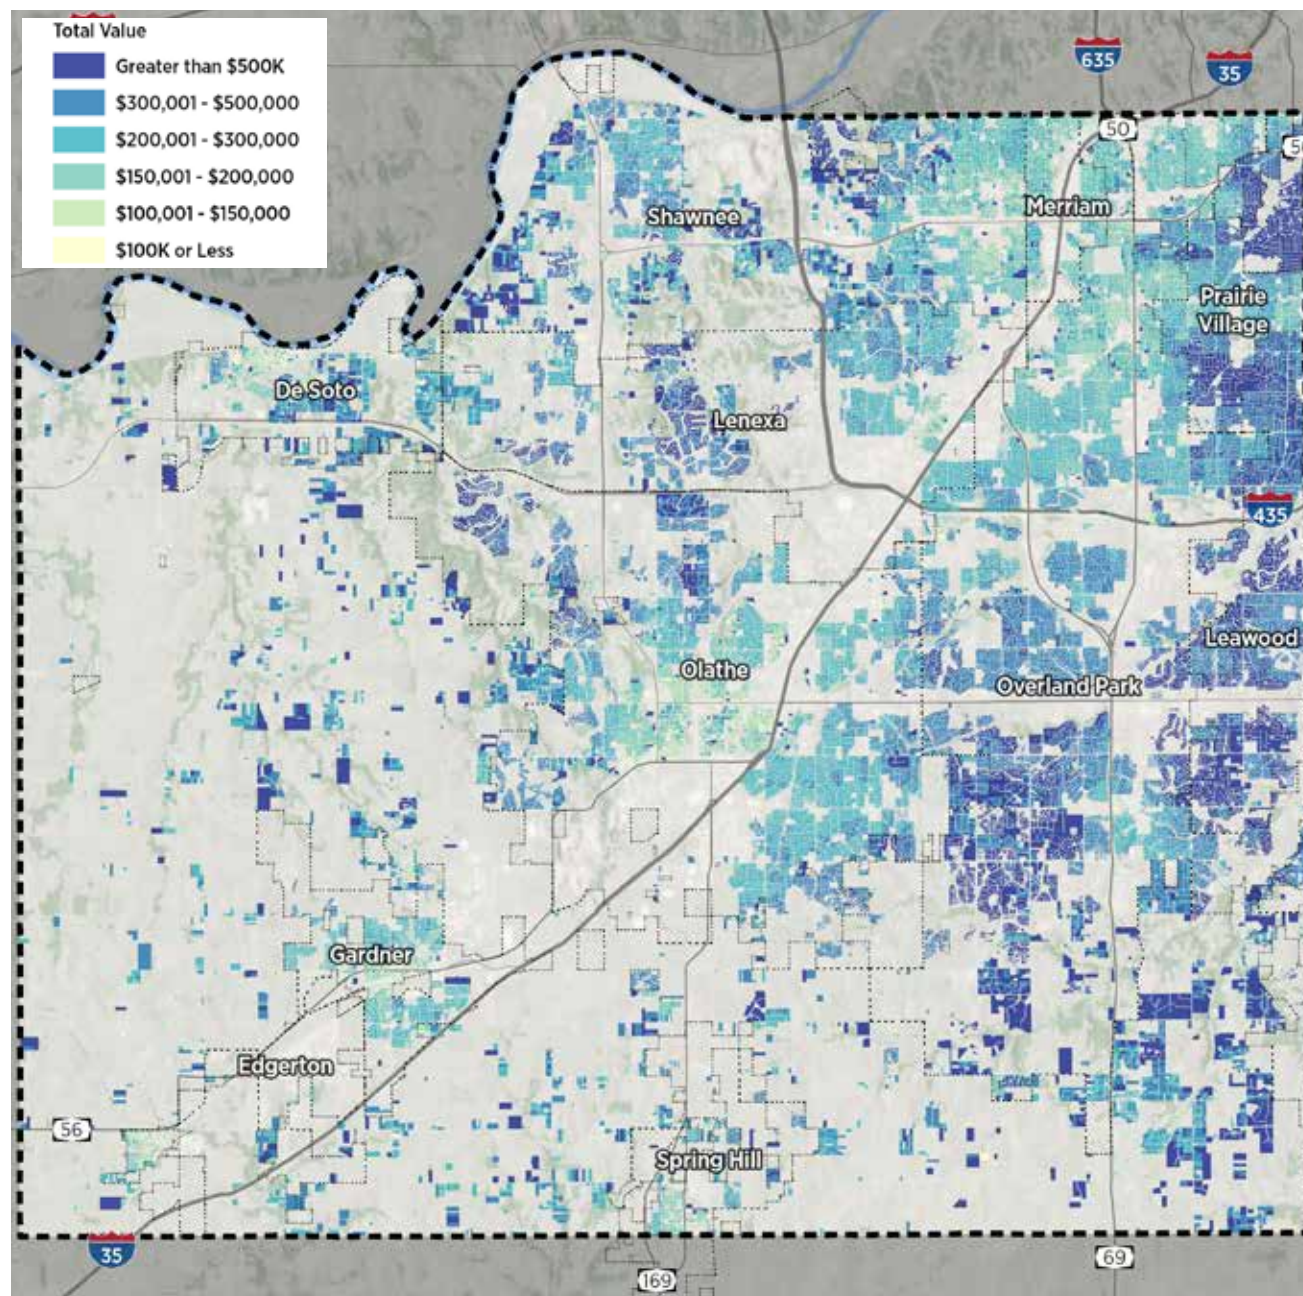 Total Value
Greater than $500K
$300,001 - $500,000
$200,001 - $300,000
$150,001 - $200,000
$100,001 - $150,000
$100K or Less
635
35
50
Shawnee
Merriam
Prairie
Village
De Soto
Lenexa
435
Leawood
Olathe
Overland Park
Gardner
Edgerton
56
Spring Hill
35
169
69